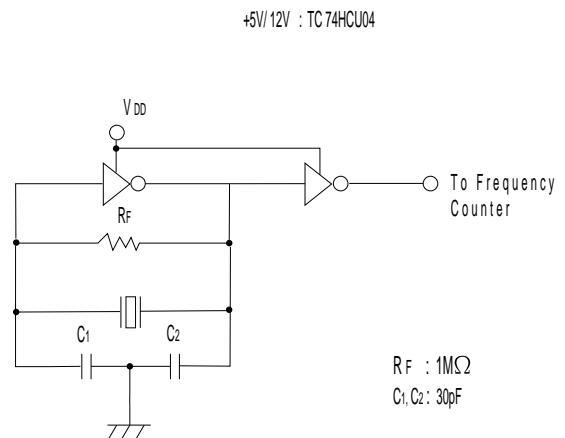 +5V/12V : TC74HCU04
VDD
To Frequency
Counter
RF
C1
C2
RF : 1MΩ
C1, C2 : 30pF